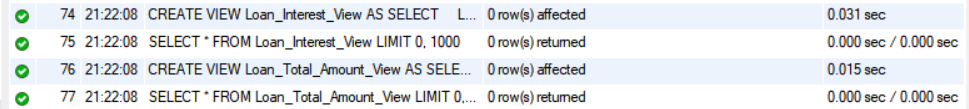 74 21:22:08 CREATE VIEW Loan_Interest_View AS SELECT L... 0 row(s) affected 0.031 sec
75 21:22:08 SELECT * FROM Loan_Interest_View LIMIT 0, 1000 0 row(s) returned 0.000 sec / 0.000 sec
76 21:22:08 CREATE VIEW Loan_Total_Amount_View AS SELE... 0 row(s) affected 0.015 sec
77 21:22:08 SELECT * FROM Loan_Total_Amount_View LIMIT 0,... 0 row(s) returned 0.000 sec / 0.000 sec